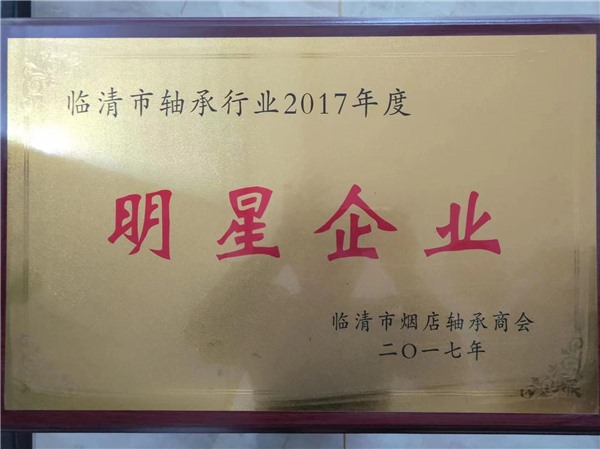 临清市轴承行业2017年度
明星企业
临清市烟店轴承商会
二〇一七年